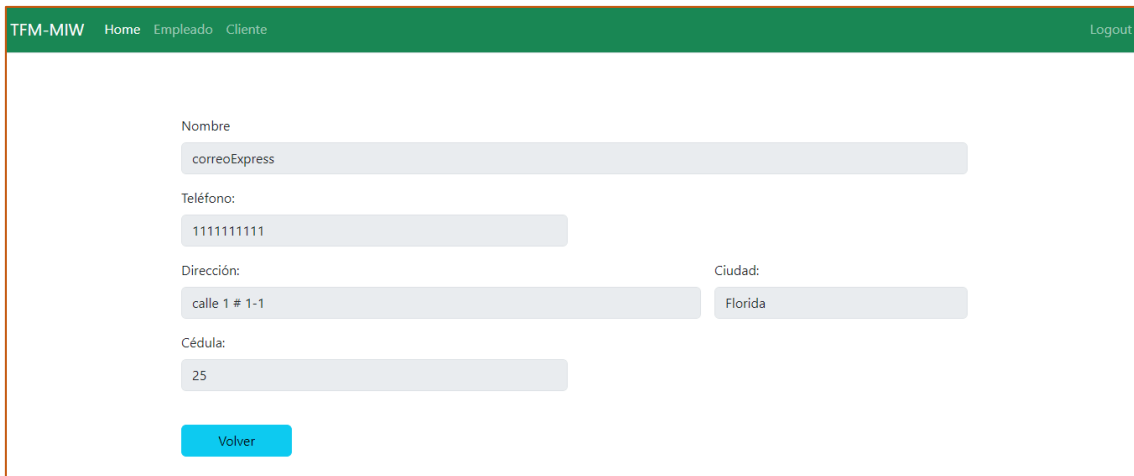 TFM-MIW Home Empleado Cliente Logout
Nombre
correoExpress
Teléfono:
1111111111
Dirección: Ciudad:
calle 1 # 1-1 Florida
Cédula:
25
Volver